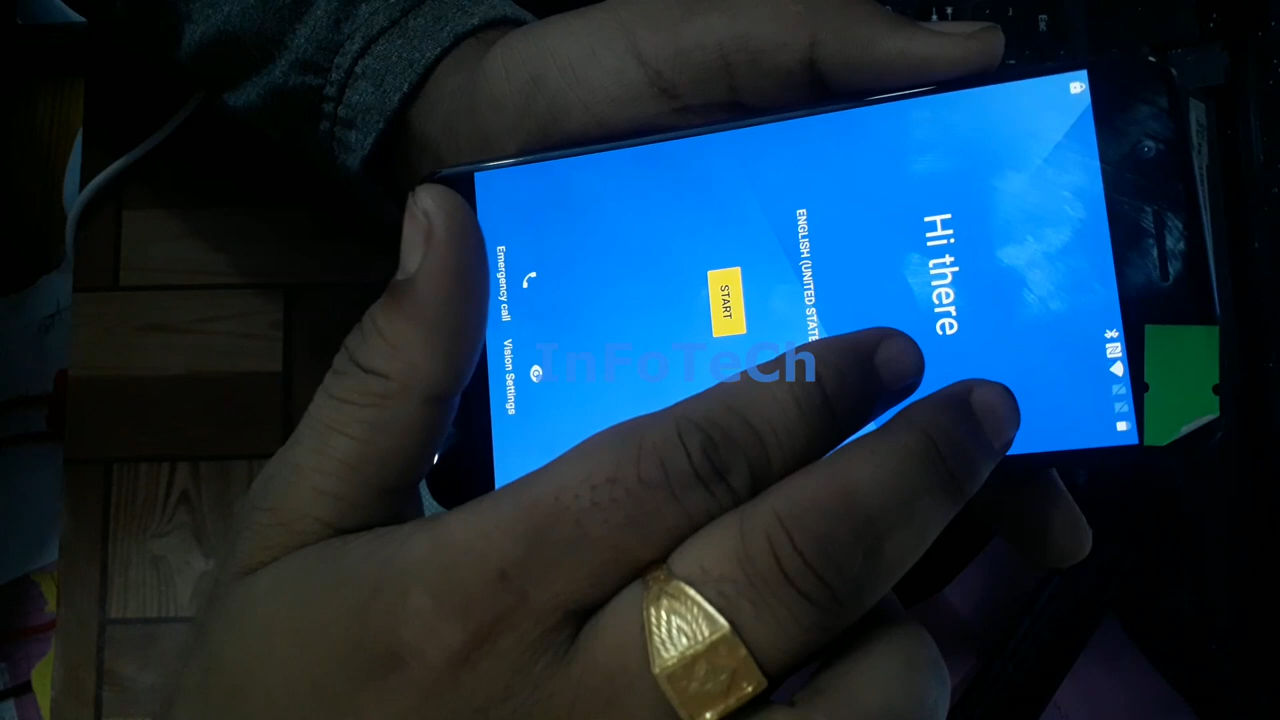 Hi there
ENGLISH (UNITED STATE
START
Emergency call
Vision Settings
InFoTeCh